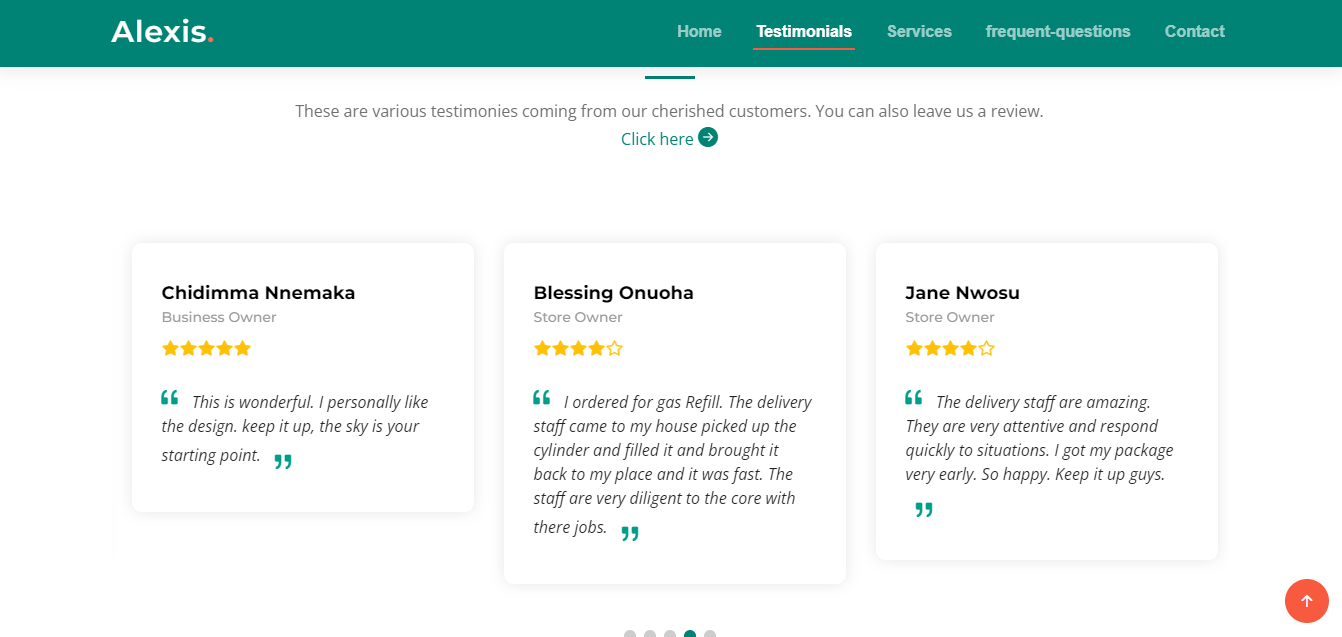 Alexis.
Home Testimonials Services frequent-questions Contact
These are various testimonies coming from our cherished customers. You can also leave us a review.
Click here
Chidimma Nnemaka
Business Owner
“ This is wonderful. I personally like
the design. keep it up, the sky is your
starting point. ”
Blessing Onuoha
Store Owner
“ I ordered for gas Refill. The delivery
staff came to my house picked up the
cylinder and filled it and brought it
back to my place and it was fast. The
staff are very diligent to the core with
there jobs. ”
Jane Nwosu
Store Owner
“ The delivery staff are amazing.
They are very attentive and respond
quickly to situations. I got my package
very early. So happy. Keep it up guys.
”